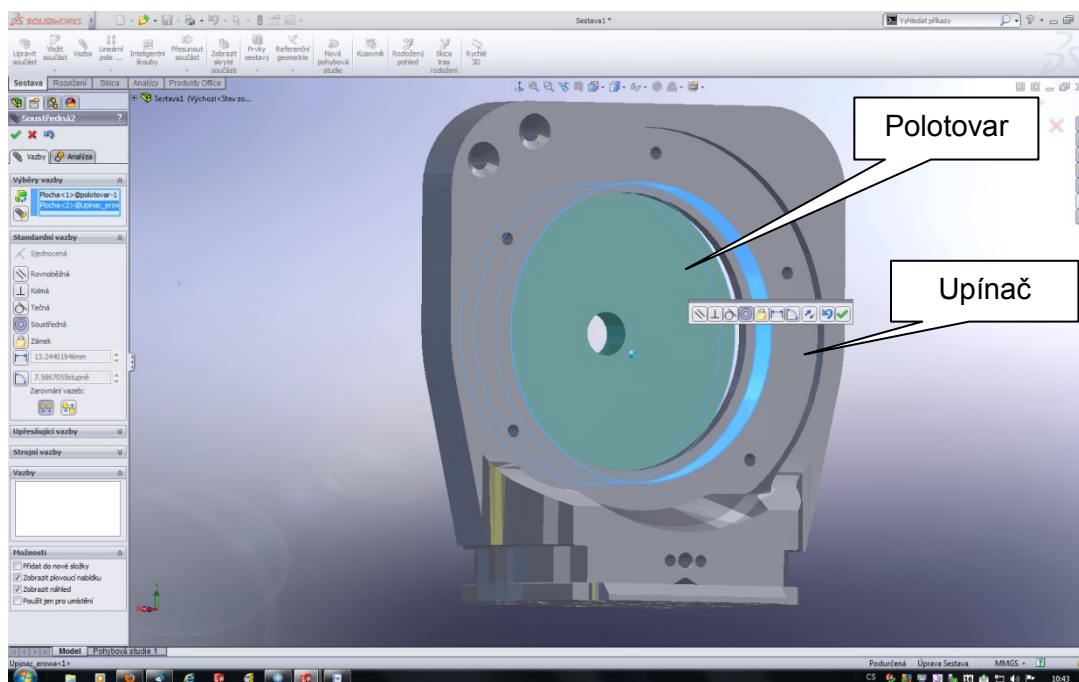 SOLIDWORKS
Sestava1 *
Vyhledat příkazy
Upravit součást
Vložit součást
Vazba
Lineární pole ...
Inteligentní šrouby
Přesunout součást
Zobrazit skryté součásti
Prvky sestavy
Referenční geometrie
Nová pohybová studie
Kusovník
Rozložený pohled
Skica tras rozložení
Rychlé 3D
Sestava
Rozvržení
Skica
Analýzy
Produkty Office
Sestava1 (Výchozí<Stav zo...
Soustředná2
?
Vazby
Analýza
Výběry vazby
Plocha<1>@polotovar-1
Plocha<2>@Upinac_erow
Standardní vazby
Sjednocená
Rovnoběžná
Kolmá
Tečná
Soustředná
Zámek
13.24401946mm
7.5867055stupně
Zarovnání vazeb:
Upřesňující vazby
Strojní vazby
Vazby
Možnosti
Přidat do nové složky
Zobrazit plovoucí nabídku
Zobrazit náhled
Použít jen pro umístění
Polotovar
Upínač
Model
Pohybová studie 1
Upinac_erowa<1>
Podurčená
Úprava Sestava
MMGS
CS
10:43